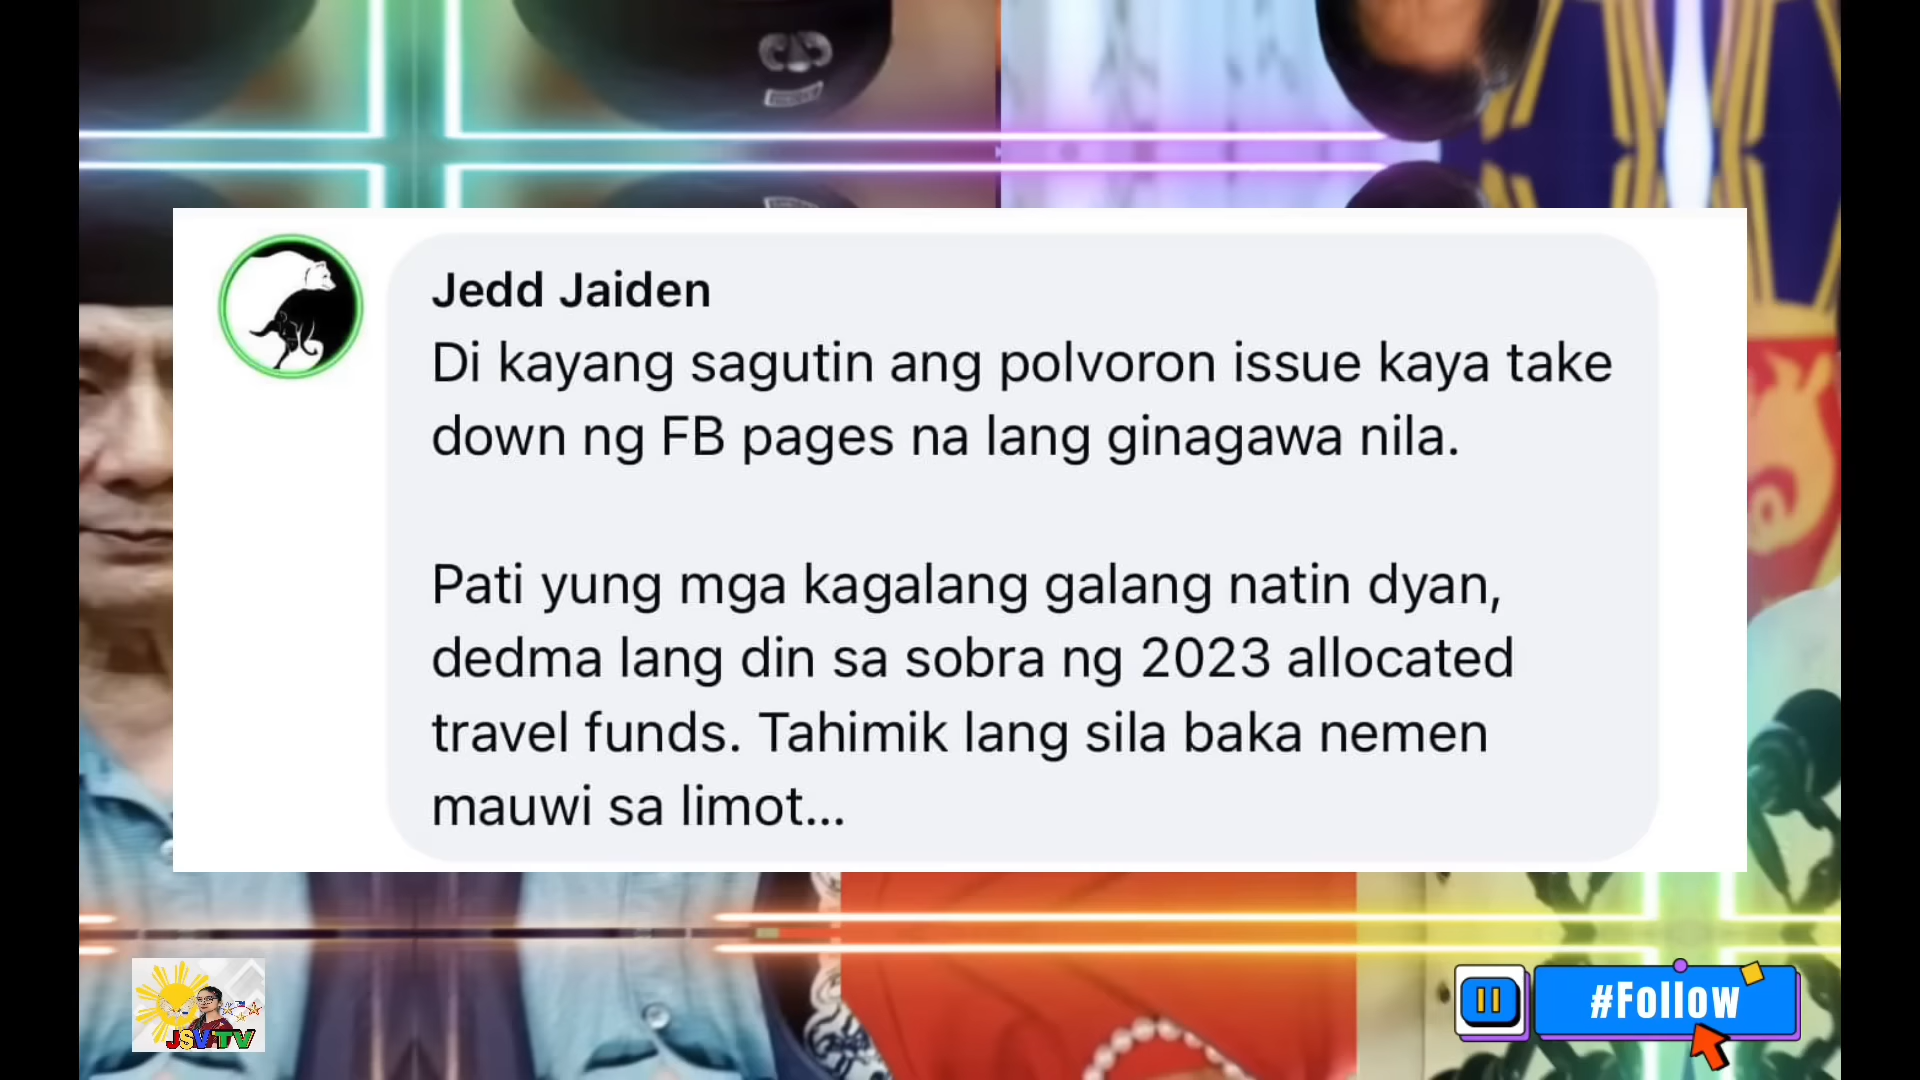 Jedd Jaiden
Di kayang sagutin ang polvoron issue kaya take
down ng FB pages na lang ginagawa nila.
Pati yung mga kagalang galang natin dyan,
dedma lang din sa sobra ng 2023 allocated
travel funds. Tahimik lang sila baka nemen
mauwi sa limot...
JSV TV
#Follow